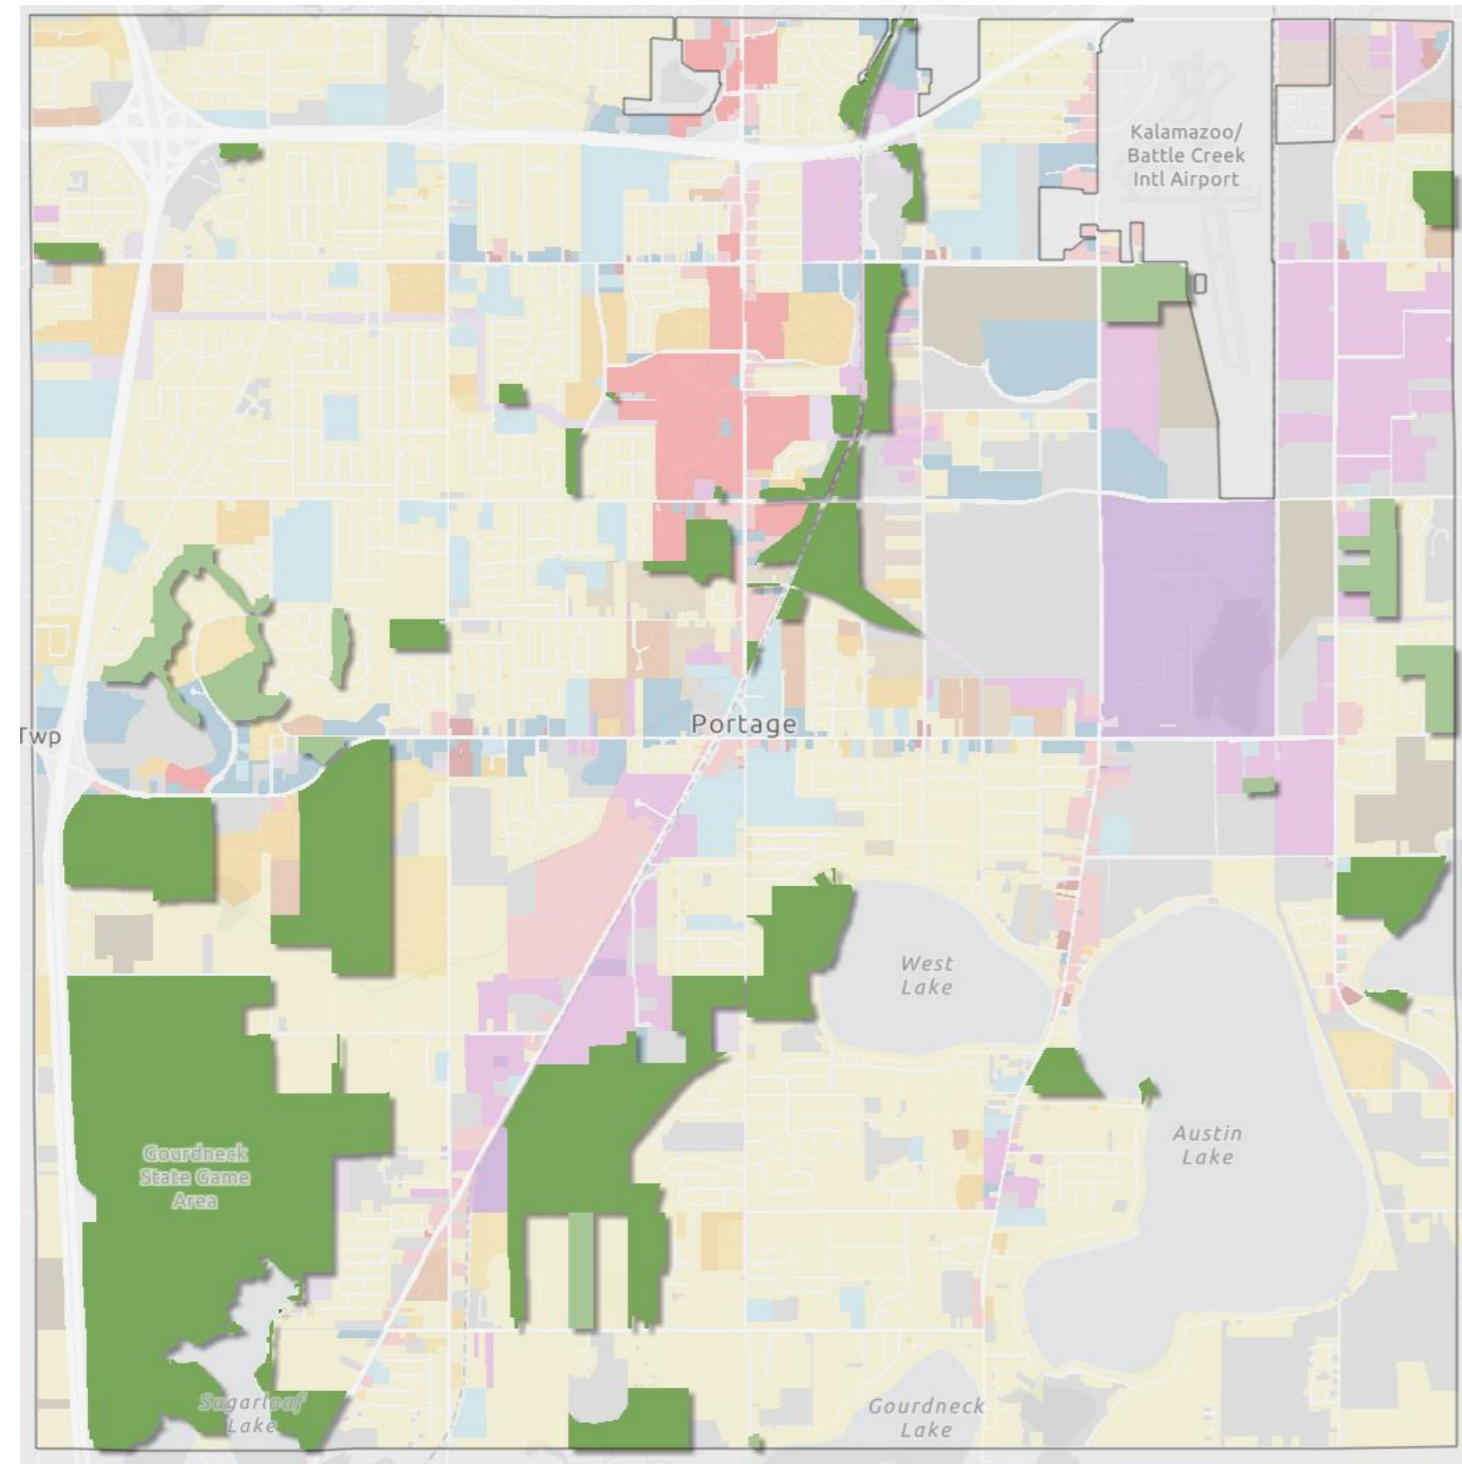 Kalamazoo/
Battle Creek
Intl Airport
Portage
Twp
West
Lake
Gourdneck
State Game
Area
Austin
Lake
Sugarloaf
Lake
Gourdneck
Lake